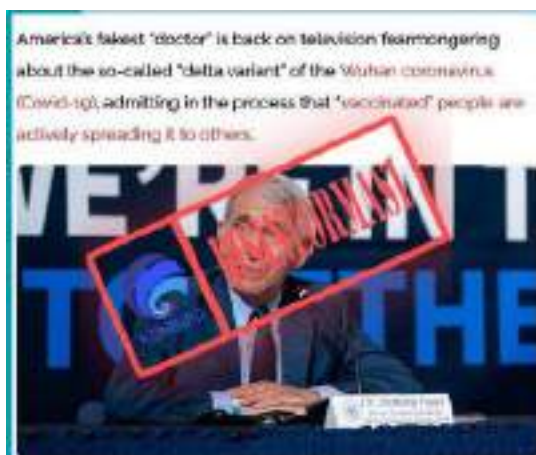 America's fakest "doctor" is back on television fearmongering
about the so-called "delta variant" of the Wuhan coronavirus
(Covid-19), admitting in the process that "vaccinated" people are
actively spreading it to others.
WE'RE IN T
TOGETHE